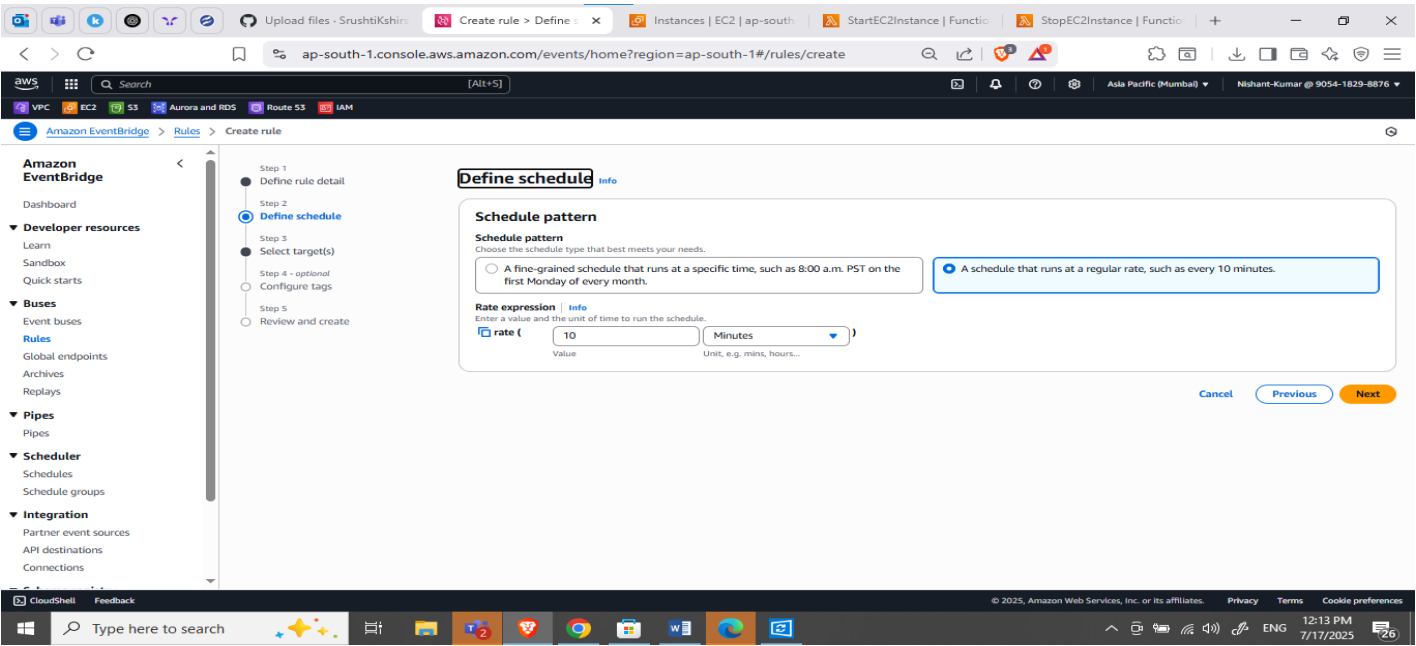 Upload files · SrushtiKshirs
Create rule > Define s
Instances | EC2 | ap-south
StartEC2Instance | Functio
StopEC2Instance | Functio
ap-south-1.console.aws.amazon.com/events/home?region=ap-south-1#/rules/create
3
1
aws
Search
[Alt+S]
Asia Pacific (Mumbai)
Nishant-Kumar @ 9054-1829-8876
VPC EC2 S3 Aurora and RDS Route 53 IAM
Amazon EventBridge > Rules > Create rule
Amazon
EventBridge
Dashboard
Developer resources
Learn
Sandbox
Quick starts
Buses
Event buses
Rules
Global endpoints
Archives
Replays
Pipes
Pipes
Scheduler
Schedules
Schedule groups
Integration
Partner event sources
API destinations
Connections
Step 1
Define rule detail
Step 2
Define schedule
Step 3
Select target(s)
Step 4 - optional
Configure tags
Step 5
Review and create
Define schedule Info
Schedule pattern
Schedule pattern
Choose the schedule type that best meets your needs.
A fine-grained schedule that runs at a specific time, such as 8:00 a.m. PST on the
first Monday of every month.
A schedule that runs at a regular rate, such as every 10 minutes.
Rate expression | Info
Enter a value and the unit of time to run the schedule.
rate ( 10 Minutes )
Value
Unit, e.g. mins, hours...
Cancel
Previous
Next
CloudShell Feedback
© 2025, Amazon Web Services, Inc. or its affiliates. Privacy Terms Cookie preferences
Type here to search
2
ENG
12:13 PM
7/17/2025
26